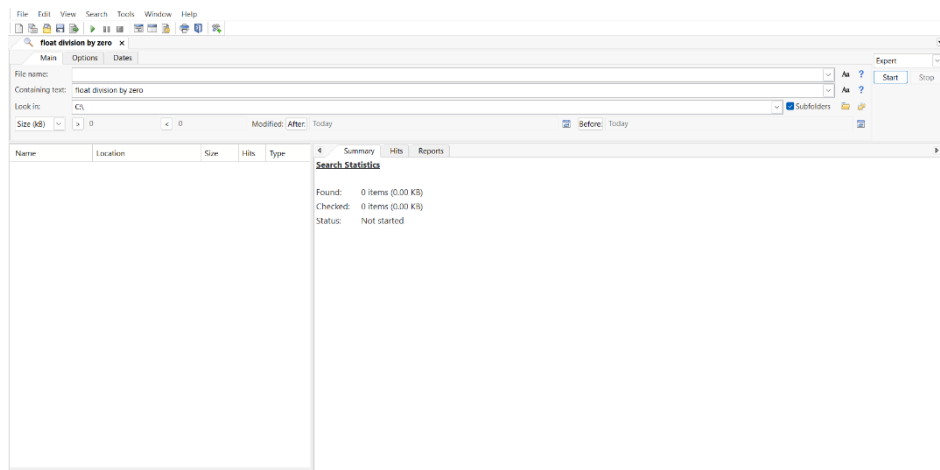 File Edit View Search Tools Window Help
float division by zero x
Main Options Dates
Expert
File name: Aa ?
Start Stop
Containing text: float division by zero Aa ?
Look in: C:\ Subfolders
Size (kB) > 0 < 0 Modified: After: Today Before: Today
Name Location Size Hits Type
Summary Hits Reports
Search Statistics
Found: 0 items (0.00 KB)
Checked: 0 items (0.00 KB)
Status: Not started